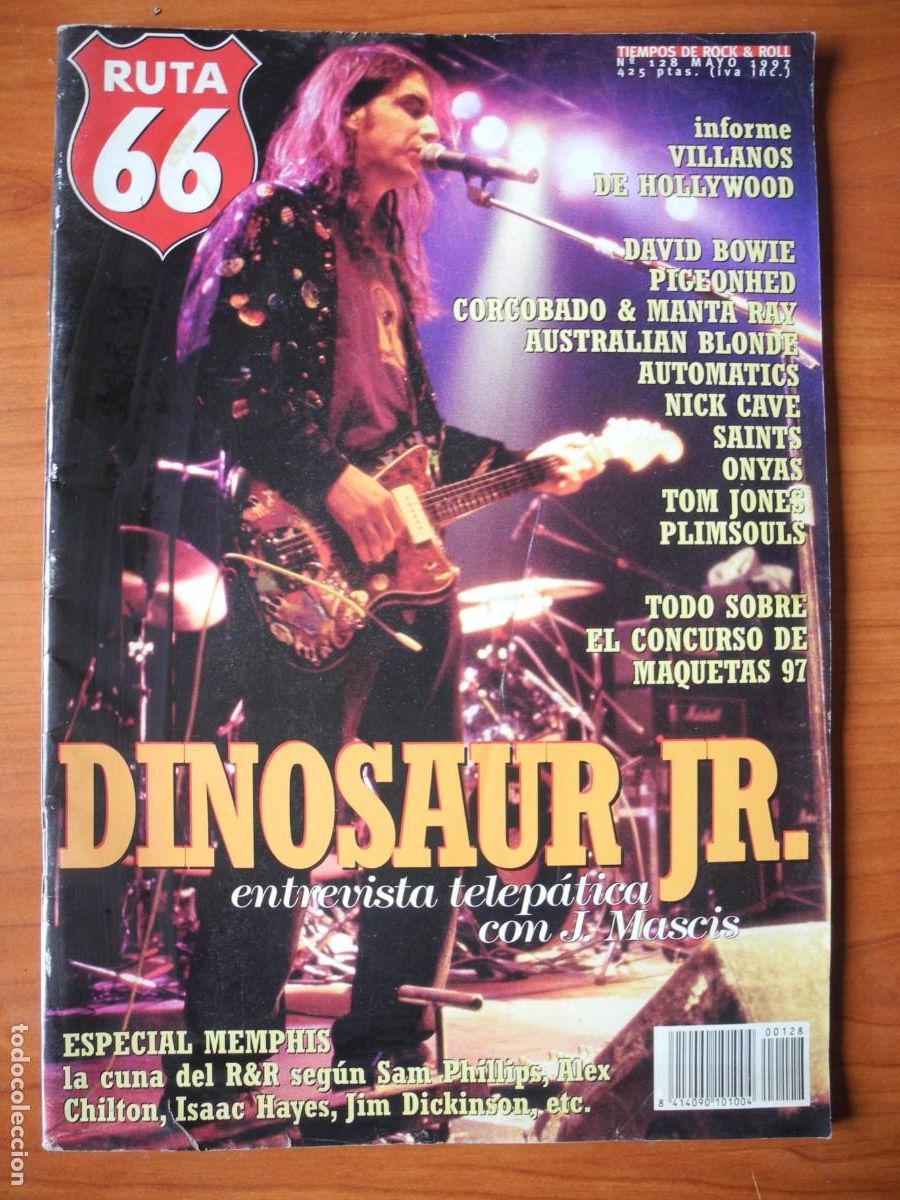 RUTA
66
TIEMPOS DE ROCK & ROLL
Nº 128 MAYO 1997
425 ptas. (iva inc.)
informe
VILLANOS
DE HOLLYWOOD
DAVID BOWIE
PIGEONHED
CORCOBADO & MANTA RAY
AUSTRALIAN BLONDE
AUTOMATICS
NICK CAVE
SAINTS
ONYAS
TOM JONES
PLIMSOULS
TODO SOBRE
EL CONCURSO DE
MAQUETAS 97
Marshall
DINOSAUR JR.
entrevista telepática
con J. Mascis
ESPECIAL MEMPHIS
la cuna del R&R según Sam Phillips, Alex
Chilton, Isaac Hayes, Jim Dickinson, etc.
00128
8 414090 101004
todocoleccion